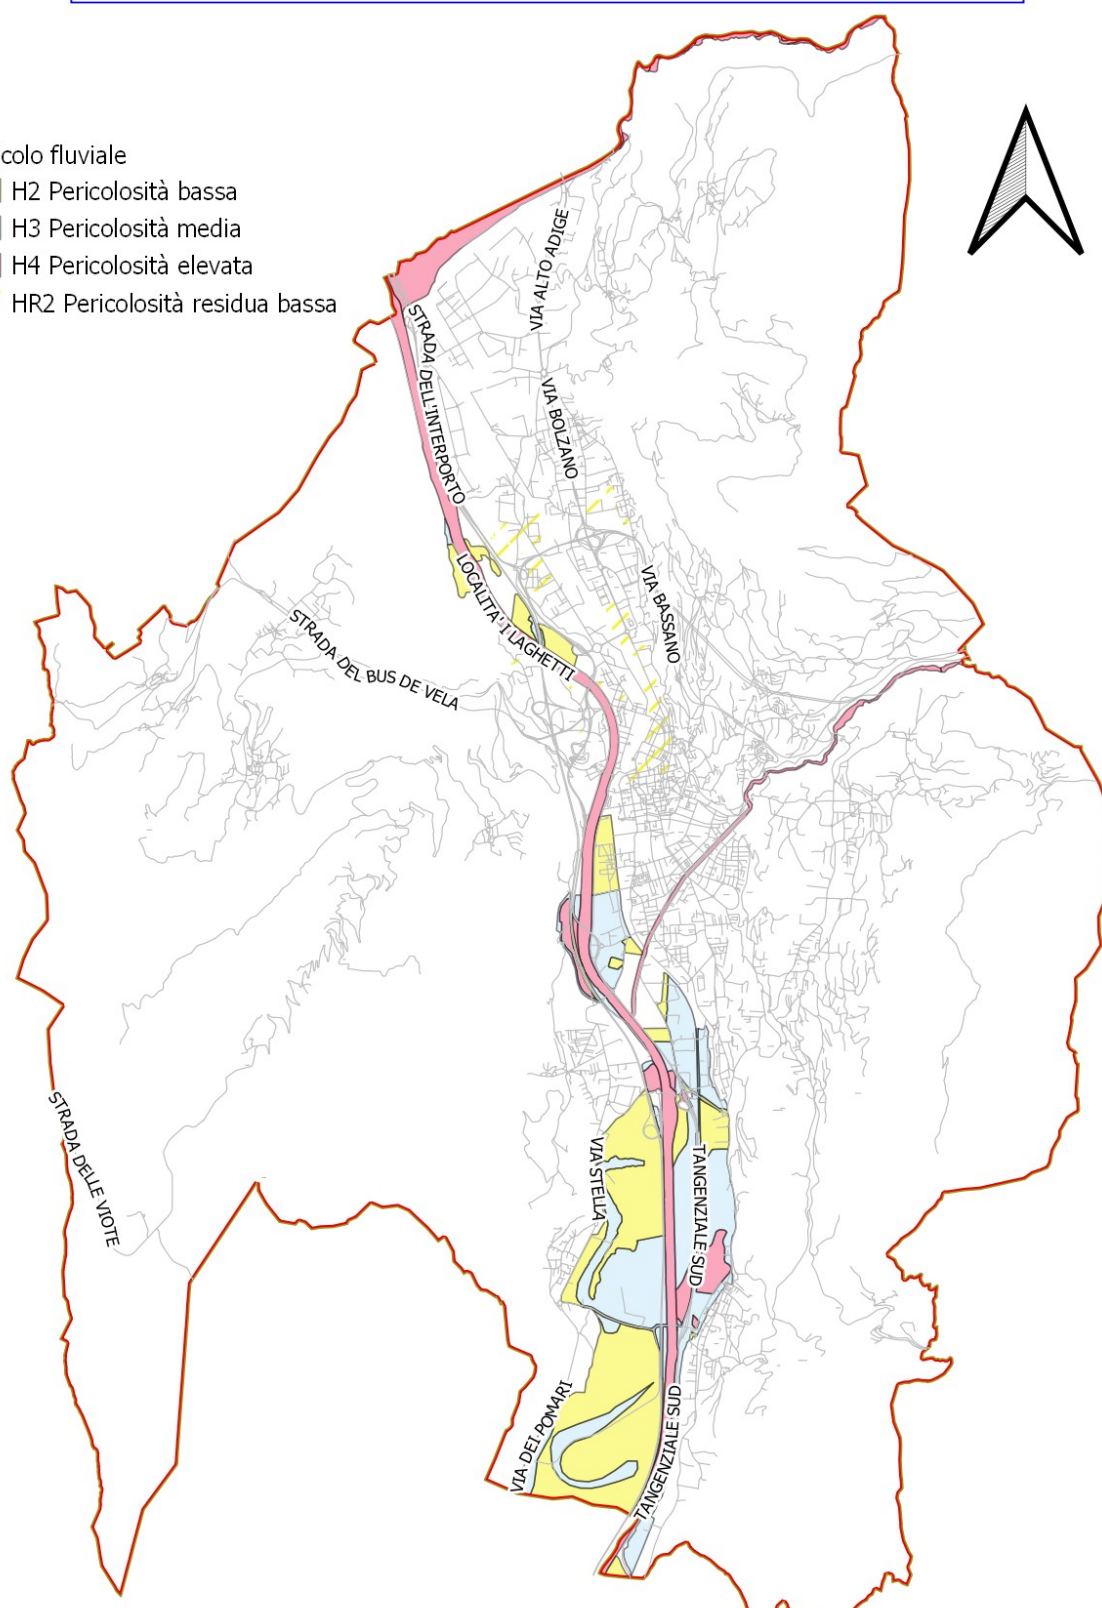 colo fluviale
H2 Pericolosità bassa
H3 Pericolosità media
H4 Pericolosità elevata
HR2 Pericolosità residua bassa
VIA ALTO ADIGE
STRADA DELL'INTERPORTO
VIA BOLZANO
LOCALITA' I LAGHETTI
VIA BASSANO
STRADA DEL BUS DE VELA
STRADA DELLE VIOTE
VIA STELLA
TANGENZIALE SUD
VIA DEI POMARI
TANGENZIALE SUD